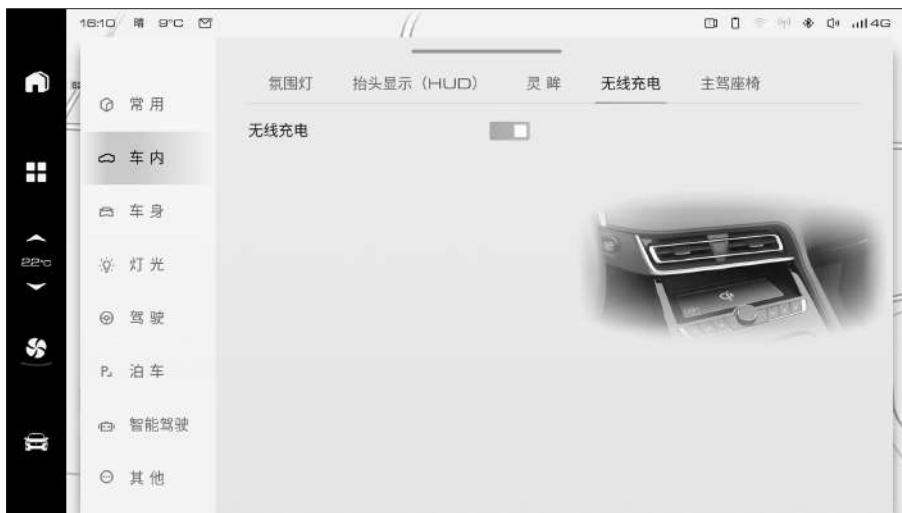 16:10 晴 9°C 4G
氛围灯 抬头显示（HUD） 灵眸 无线充电 主驾座椅
常用
无线充电
车内
车身
22°C
灯光
驾驶
泊车
智能驾驶
其他